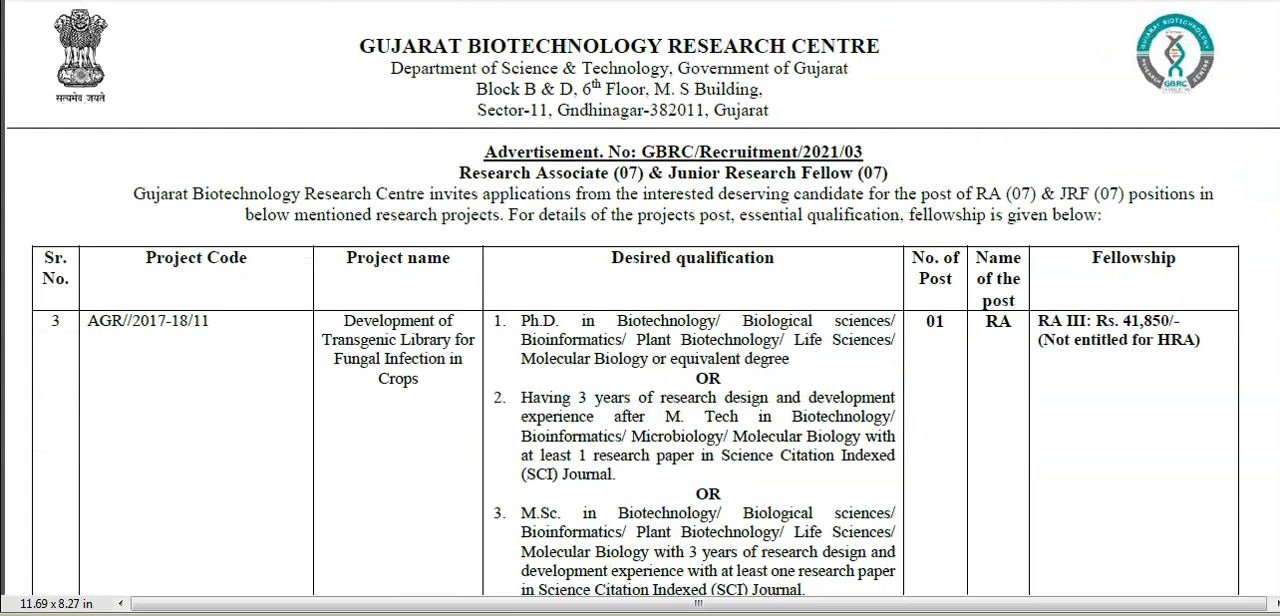 सत्यमेव जयते
GUJARAT BIOTECHNOLOGY RESEARCH CENTRE
Department of Science & Technology, Government of Gujarat
Block B & D, 6th Floor, M. S Building,
Sector-11, Gndhinagar-382011, Gujarat
GUJARAT BIOTECHNOLOGY
RESEARCH CENTRE
GBRC
Advertisement. No: GBRC/Recruitment/2021/03
Research Associate (07) & Junior Research Fellow (07)
Gujarat Biotechnology Research Centre invites applications from the interested deserving candidate for the post of RA (07) & JRF (07) positions in
below mentioned research projects. For details of the projects post, essential qualification, fellowship is given below:
Sr.
No.
Project Code
Project name
Desired qualification
No. of
Post
Name
of the
post
Fellowship
3
AGR//2017-18/11
Development of
Transgenic Library for
Fungal Infection in
Crops
1. Ph.D. in Biotechnology/ Biological sciences/
Bioinformatics/ Plant Biotechnology/ Life Sciences/
Molecular Biology or equivalent degree
OR
2. Having 3 years of research design and development
experience after M. Tech in Biotechnology/
Bioinformatics/ Microbiology/ Molecular Biology with
at least 1 research paper in Science Citation Indexed
(SCI) Journal.
OR
3. M.Sc. in Biotechnology/ Biological sciences/
Bioinformatics/ Plant Biotechnology/ Life Sciences/
Molecular Biology with 3 years of research design and
development experience with at least one research paper
in Science Citation Indexed (SCI) Journal.
01
RA
RA III: Rs. 41,850/-
(Not entitled for HRA)
11.69 x 8.27 in